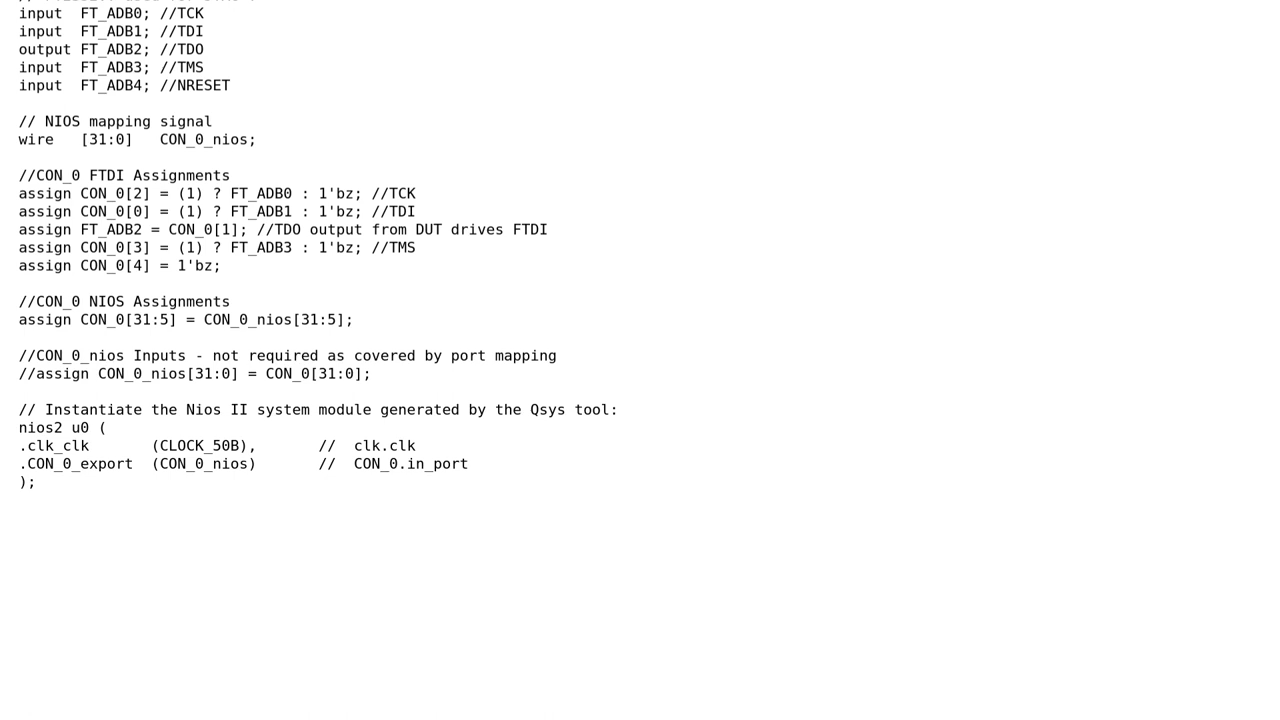 input  FT_ADB0; //TCK
input  FT_ADB1; //TDI
output FT_ADB2; //TDO
input  FT_ADB3; //TMS
input  FT_ADB4; //NRESET

// NIOS mapping signal
wire   [31:0]   CON_0_nios;

//CON_0 FTDI Assignments
assign CON_0[2] = (1) ? FT_ADB0 : 1'bz; //TCK
assign CON_0[0] = (1) ? FT_ADB1 : 1'bz; //TDI
assign FT_ADB2 = CON_0[1]; //TDO output from DUT drives FTDI
assign CON_0[3] = (1) ? FT_ADB3 : 1'bz; //TMS
assign CON_0[4] = 1'bz;

//CON_0 NIOS Assignments
assign CON_0[31:5] = CON_0_nios[31:5];

//CON_0_nios Inputs - not required as covered by port mapping
//assign CON_0_nios[31:0] = CON_0[31:0];

// Instantiate the Nios II system module generated by the Qsys tool:
nios2 u0 (
.clk_clk       (CLOCK_50B),       //  clk.clk
.CON_0_export  (CON_0_nios)       //  CON_0.in_port
);